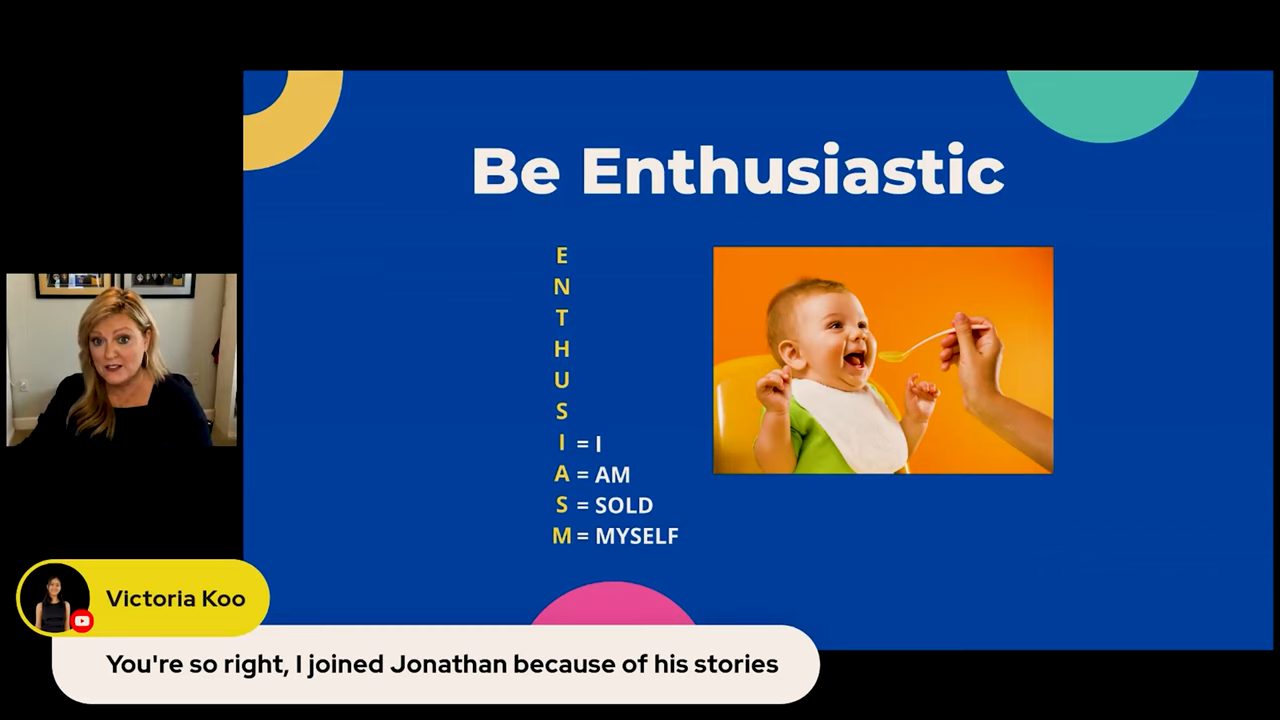 Be Enthusiastic
E
N
T
H
U
S
I = I
A = AM
S = SOLD
M = MYSELF
Victoria Koo
You're so right, I joined Jonathan because of his stories